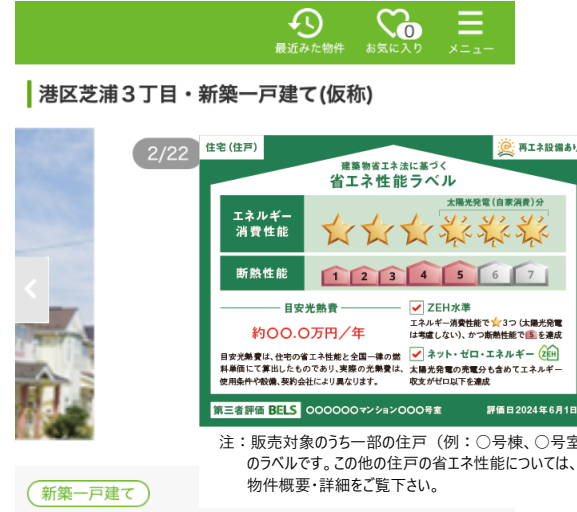 0
最近みた物件 お気に入り メニュー
港区芝浦３丁目・新築一戸建て(仮称)
2/22
住宅(住戸)
再エネ設備あり
建築物省エネ法に基づく
省エネ性能ラベル
太陽光発電(自家消費)分
エネルギー
消費性能
断熱性能
1 2 3 4 5 6 7
目安光熱費
約〇〇.〇万円/年
目安光熱費は、住宅の省エネ性能と全国一律の燃
料単価にて算出したものであり、実際の光熱費は、
使用条件や設備、契約会社により異なります。
ZEH水準
エネルギー消費性能で☆3つ(太陽光発電
は考慮しない)、かつ断熱性能で5を達成
ネット・ゼロ・エネルギー ZEH
太陽光発電の売電分も含めてエネルギー
収支がゼロ以下を達成
第三者評価 BELS 〇〇〇〇〇〇マンション〇〇〇号室 評価日2024年6月1日
注：販売対象のうち一部の住戸（例：〇号棟、〇号室
のラベルです。この他の住戸の省エネ性能については、
物件概要・詳細をご覧下さい。
新築一戸建て